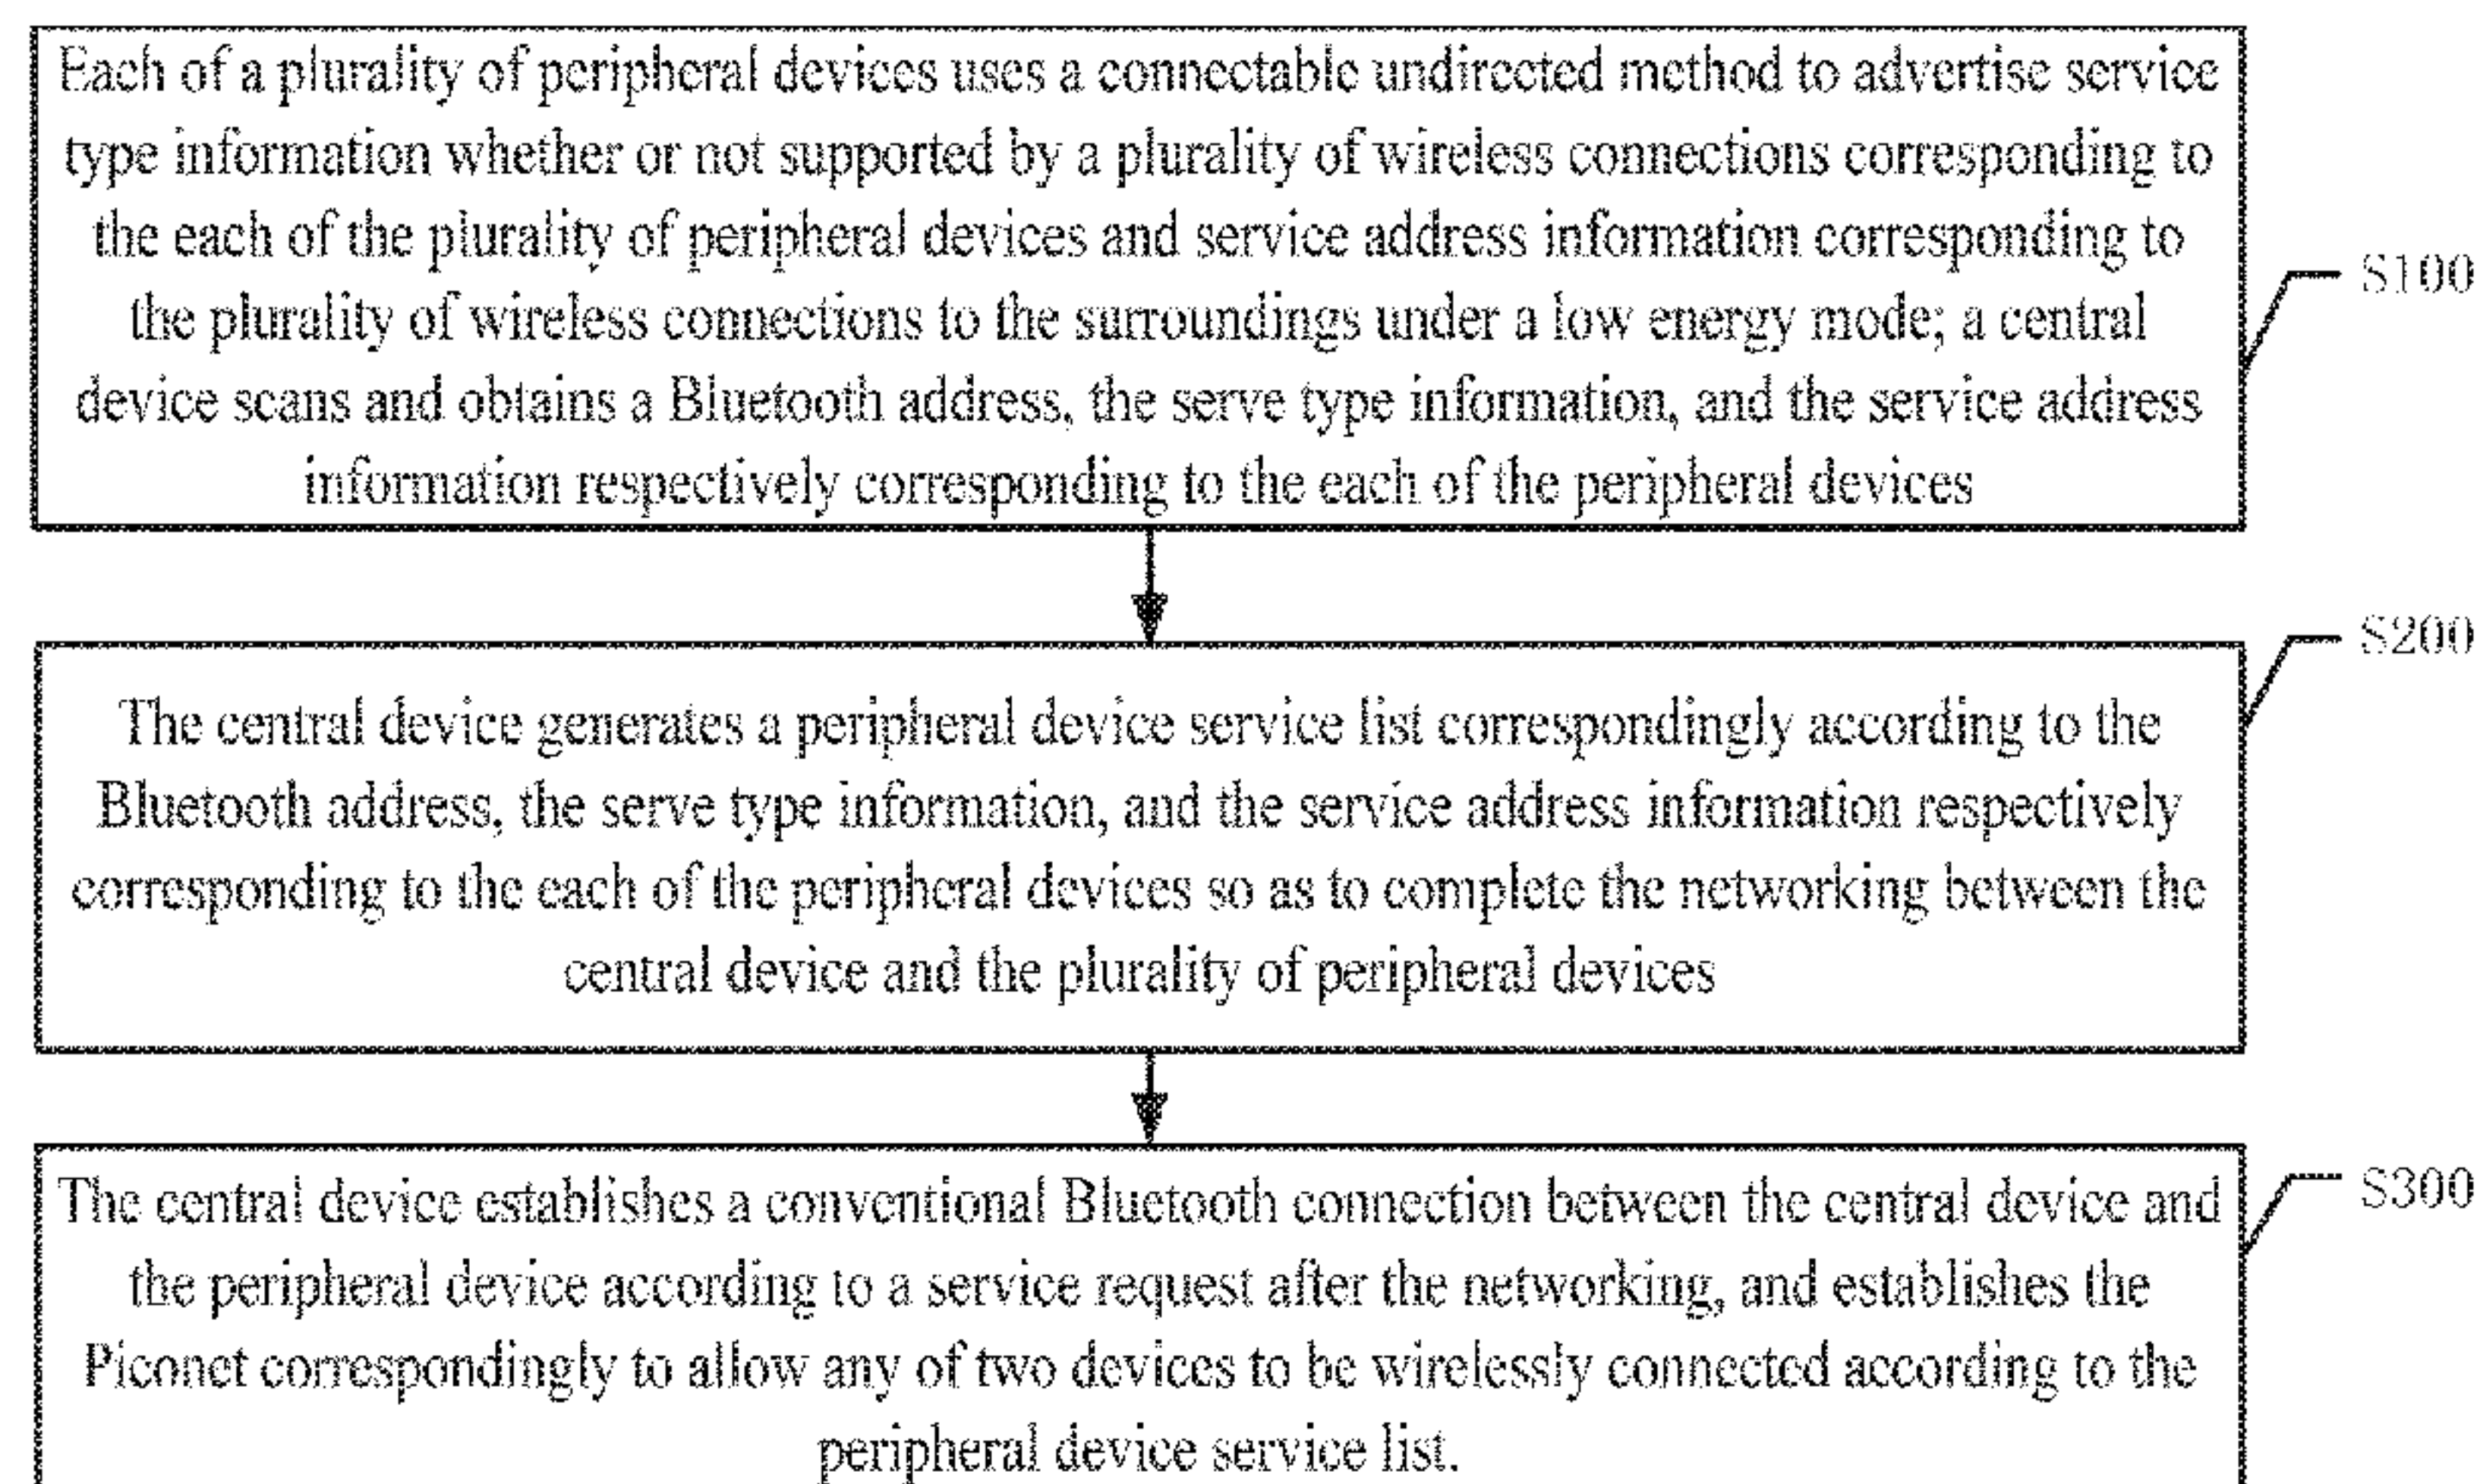 Each of a plurality of peripheral devices uses a connectable undirected method to advertise service
type information whether or not supported by a plurality of wireless connections corresponding to
the each of the plurality of peripheral devices and service address information corresponding to
the plurality of wireless connections to the surroundings under a low energy mode; a central
device scans and obtains a Bluetooth address, the serve type information, and the service address
information respectively corresponding to the each of the peripheral devices
S100
The central device generates a peripheral device service list correspondingly according to the
Bluetooth address, the serve type information, and the service address information respectively
corresponding to the each of the peripheral devices so as to complete the networking between the
central device and the plurality of peripheral devices
S200
The central device establishes a conventional Bluetooth connection between the central device and
the peripheral device according to a service request after the networking, and establishes the
Piconet correspondingly to allow any of two devices to be wirelessly connected according to the
peripheral device service list.
S300